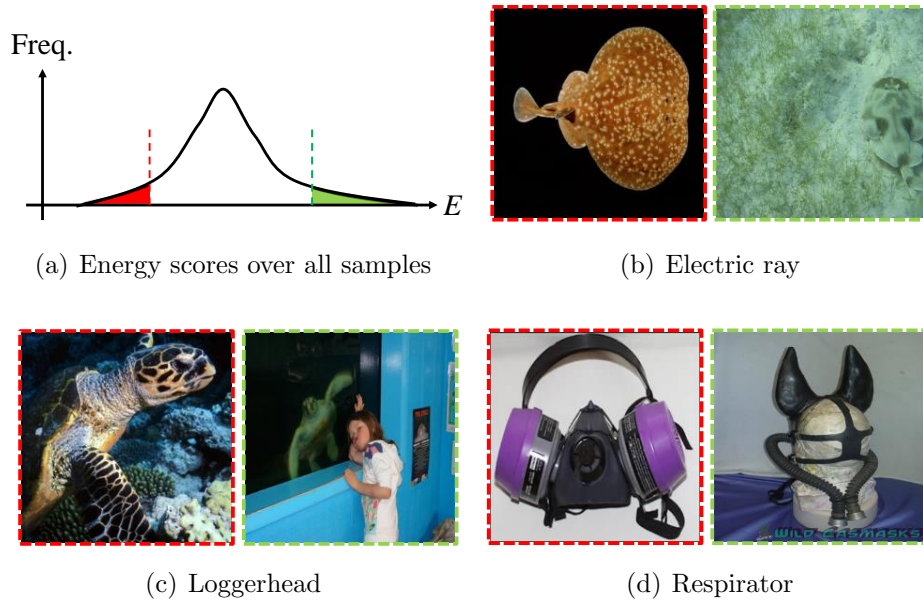 Freq.
E
(a) Energy scores over all samples
(b) Electric ray
(c) Loggerhead
WILD GASMASKS
(d) Respirator